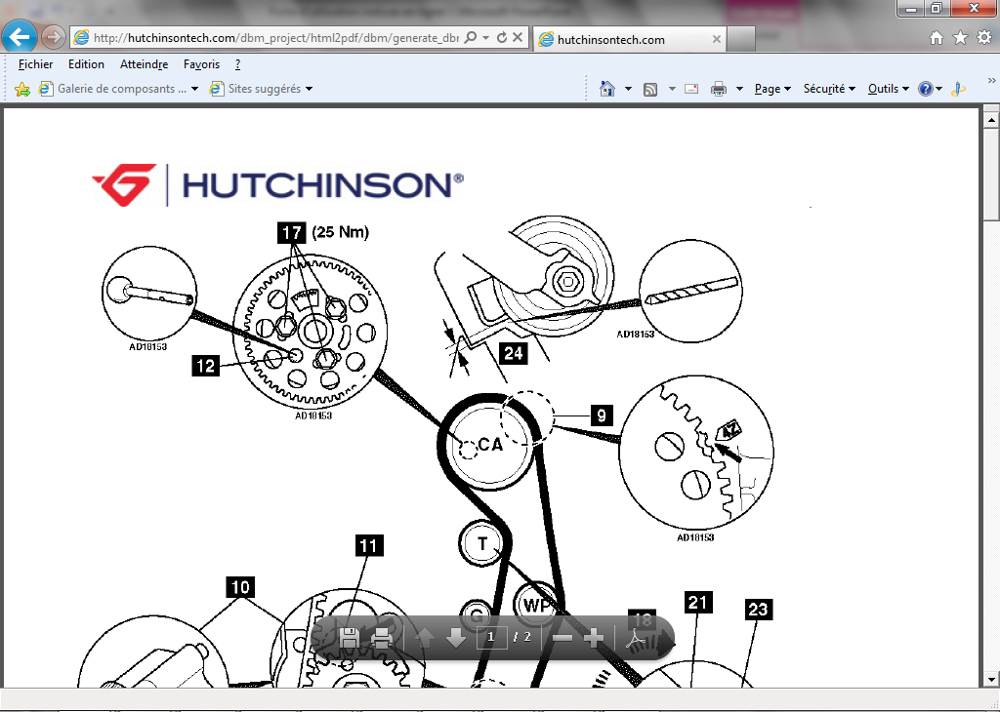 http://hutchinsontech.com/dbm_project/html2pdf/dbm/generate_dbr
hutchinsontech.com
Fichier Edition Atteindre Favoris ?
Galerie de composants ... Sites suggérés
Page Sécurité Outils
HUTCHINSON®
17 (25 Nm)
AD18153
12
AD18153
24
AD18153
9
4Z
CA
AD18153
T
11
10
G
WP
18
21
23
1 / 2